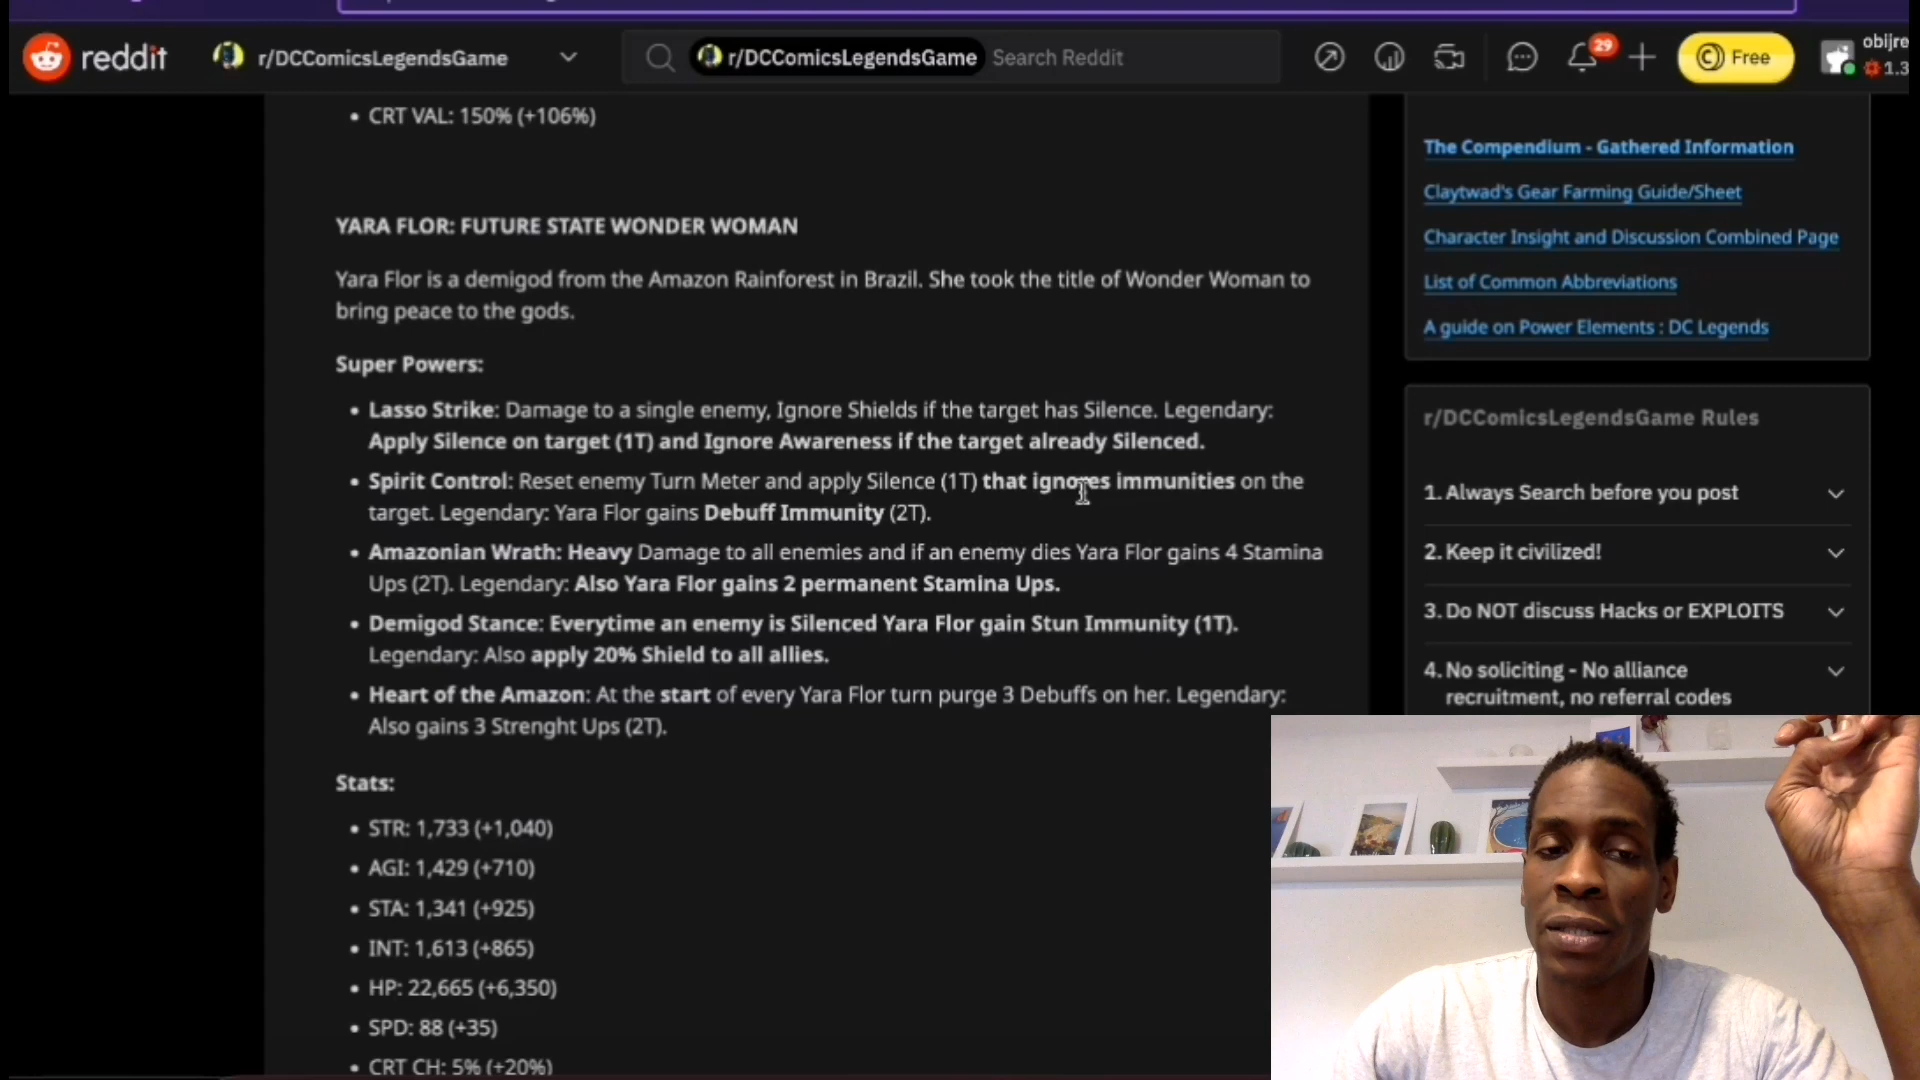 reddit r/DCComicsLegendsGame r/DCComicsLegendsGame Search Reddit 29 Free obijre
1.3
CRT VAL: 150% (+106%)
YARA FLOR: FUTURE STATE WONDER WOMAN
Yara Flor is a demigod from the Amazon Rainforest in Brazil. She took the title of Wonder Woman to
bring peace to the gods.
Super Powers:
Lasso Strike: Damage to a single enemy, Ignore Shields if the target has Silence. Legendary:
Apply Silence on target (1T) and Ignore Awareness if the target already Silenced.
Spirit Control: Reset enemy Turn Meter and apply Silence (1T) that ignores immunities on the
target. Legendary: Yara Flor gains Debuff Immunity (2T).
Amazonian Wrath: Heavy Damage to all enemies and if an enemy dies Yara Flor gains 4 Stamina
Ups (2T). Legendary: Also Yara Flor gains 2 permanent Stamina Ups.
Demigod Stance: Everytime an enemy is Silenced Yara Flor gain Stun Immunity (1T).
Legendary: Also apply 20% Shield to all allies.
Heart of the Amazon: At the start of every Yara Flor turn purge 3 Debuffs on her. Legendary:
Also gains 3 Strenght Ups (2T).
Stats:
STR: 1,733 (+1,040)
AGI: 1,429 (+710)
STA: 1,341 (+925)
INT: 1,613 (+865)
HP: 22,665 (+6,350)
SPD: 88 (+35)
CRT CH: 5% (+20%)
The Compendium - Gathered Information
Claytwad's Gear Farming Guide/Sheet
Character Insight and Discussion Combined Page
List of Common Abbreviations
A guide on Power Elements : DC Legends
r/DCComicsLegendsGame Rules
1. Always Search before you post
2. Keep it civilized!
3. Do NOT discuss Hacks or EXPLOITS
4. No soliciting - No alliance
recruitment, no referral codes